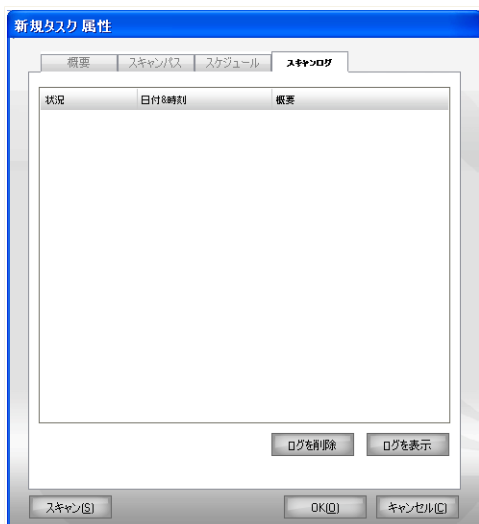 新規タスク 属性
概要 スキャンパス スケジュール スキャンログ
状況 日付&時刻 概要
ログを削除 ログを表示
スキャン(S) OK(O) キャンセル(C)